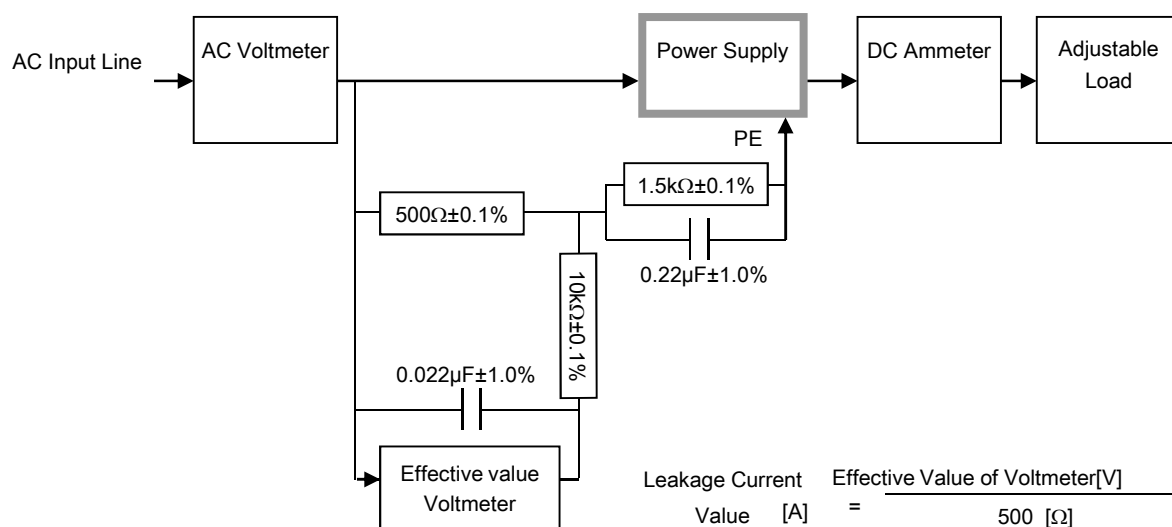 AC Input Line
AC Voltmeter
Power Supply
DC Ammeter
Adjustable
Load
PE
500Ω±0.1%
1.5kΩ±0.1%
0.22µF±1.0%
10kΩ±0.1%
0.022µF±1.0%
Effective value
Voltmeter
Leakage Current
Value [A] =
Effective Value of Voltmeter[V]
500 [Ω]